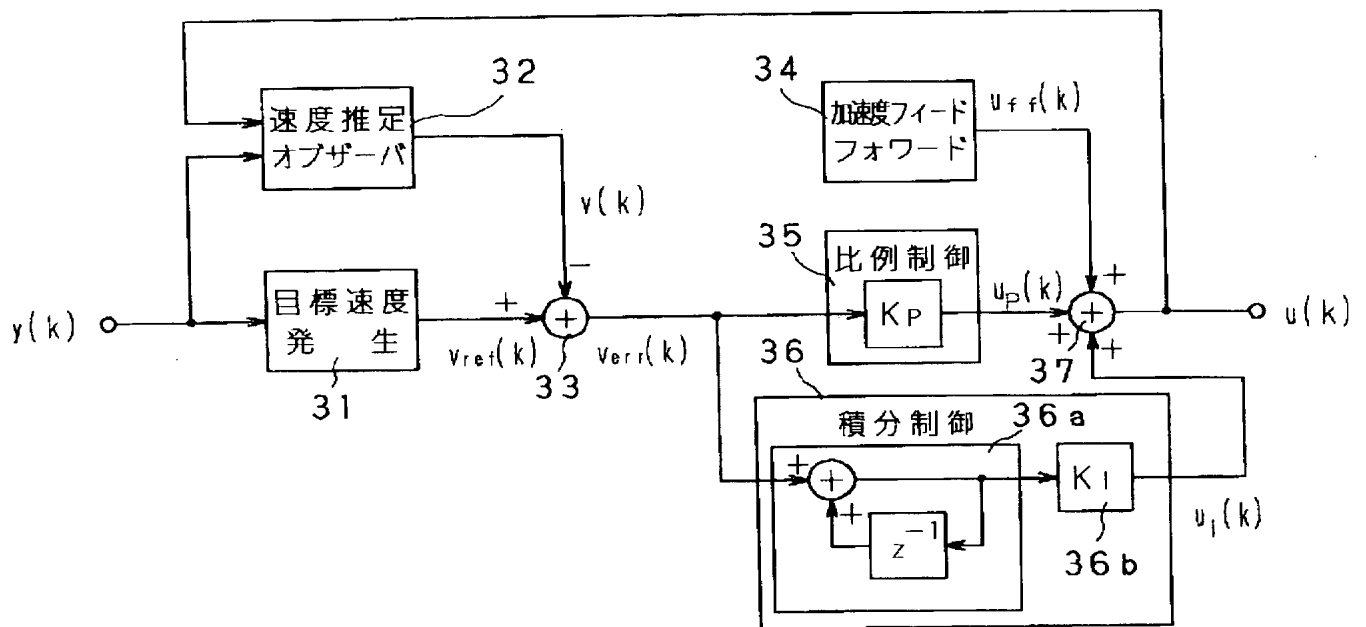 32
速度推定
オブザーバ
34
加速度フィード
フォワード
uff(k)
v(k)
−
35
比例制御
KP
uP(k)
+
+
+
37
u(k)
y(k)
目標速度
発生
31
+
+
vref(k)
33
verr(k)
36
積分制御
36a
+
+
+
z-1
KI
36b
uI(k)